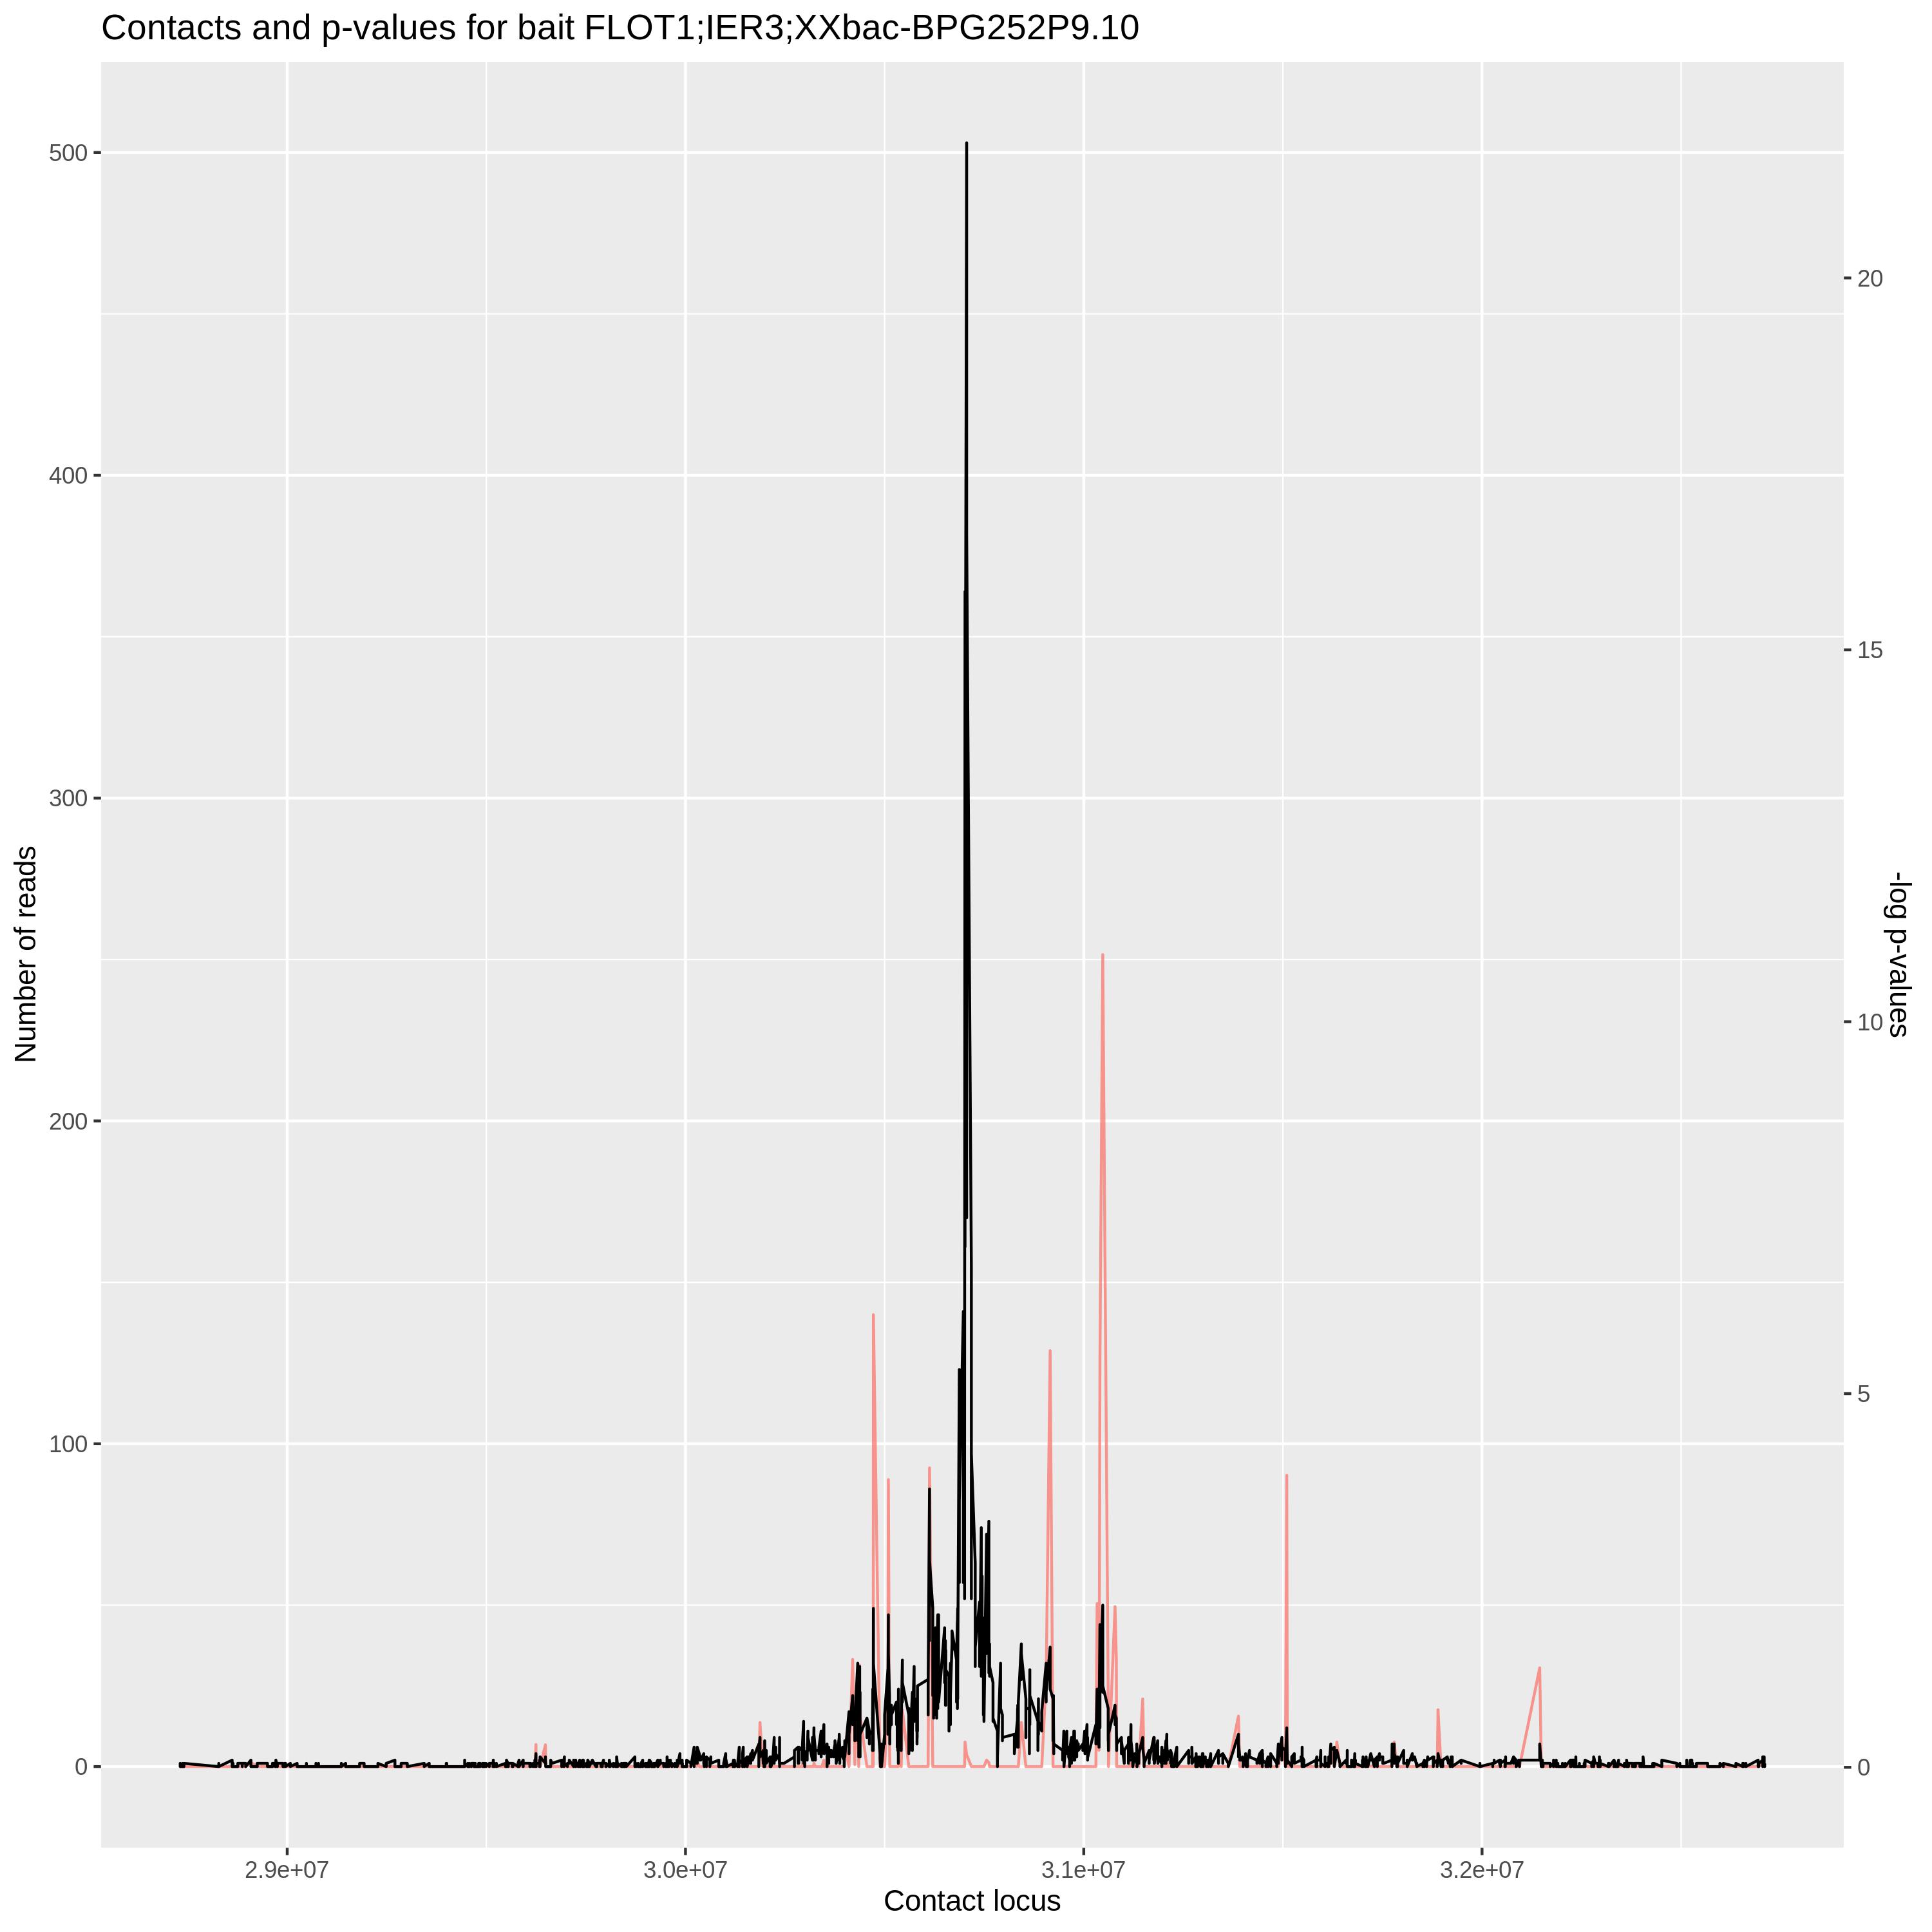 Contacts and p-values for bait FLOT1;IER3;XXbac-BPG252P9.10
500
400
300
200
100
0
Number of reads
20
15
10
5
0
-log p-values
2.9e+07
3.0e+07
3.1e+07
3.2e+07
Contact locus